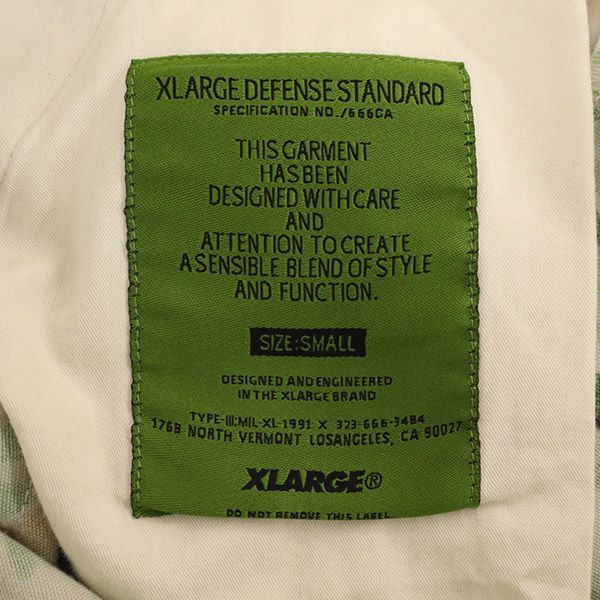 XLARGE DEFENSE STANDARD
SPECIFICATION NO./666CA
THIS GARMENT
HAS BEEN
DESIGNED WITH CARE
AND
ATTENTION TO CREATE
A SENSIBLE BLEND OF STYLE
AND FUNCTION.
SIZE:SMALL
DESIGNED AND ENGINEERED
IN THE XLARGE BRAND
TYPE-III:MIL-XL-1991 X 323-666-3484
1768 NORTH VERMONT LOSANGELES, CA 90027
XLARGE®
DO NOT REMOVE THIS LABEL